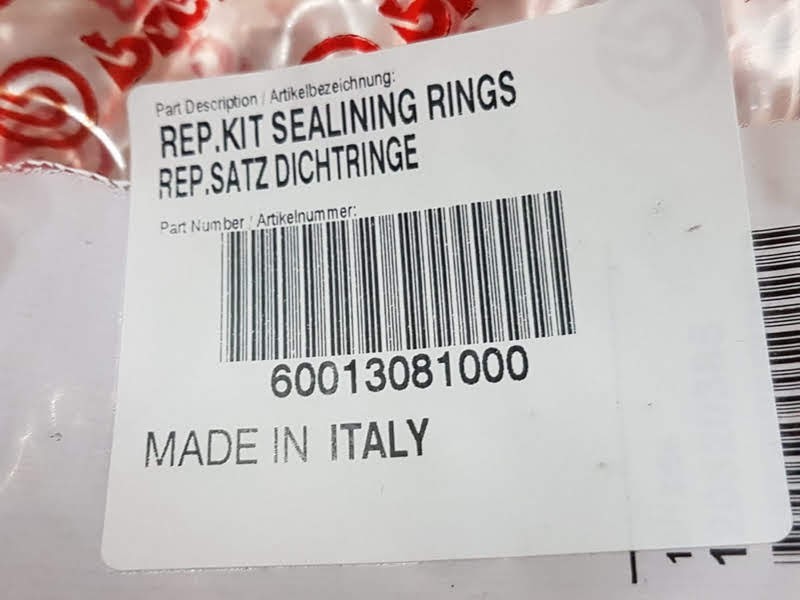 Part Description / Artikelbezeichnung:
REP.KIT SEALINING RINGS
REP.SATZ DICHTRINGE
Part Number / Artikelnummer:
60013081000
MADE IN ITALY